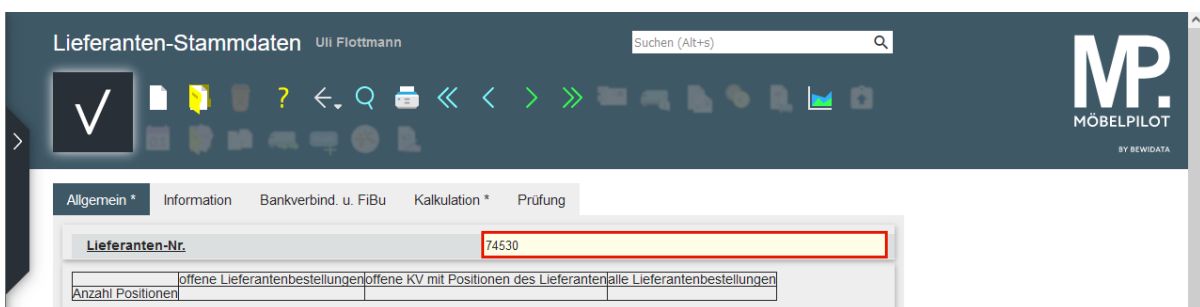 Lieferanten-Stammdaten Uli Flottmann
Suchen (Alt+s)
MP.
MÖBELPILOT
BY BEWIDATA
Allgemein * Information Bankverbind. u. FiBu Kalkulation * Prüfung
Lieferanten-Nr. 74530
offene Lieferantenbestellungen offene KV mit Positionen des Lieferanten alle Lieferantenbestellungen
Anzahl Positionen